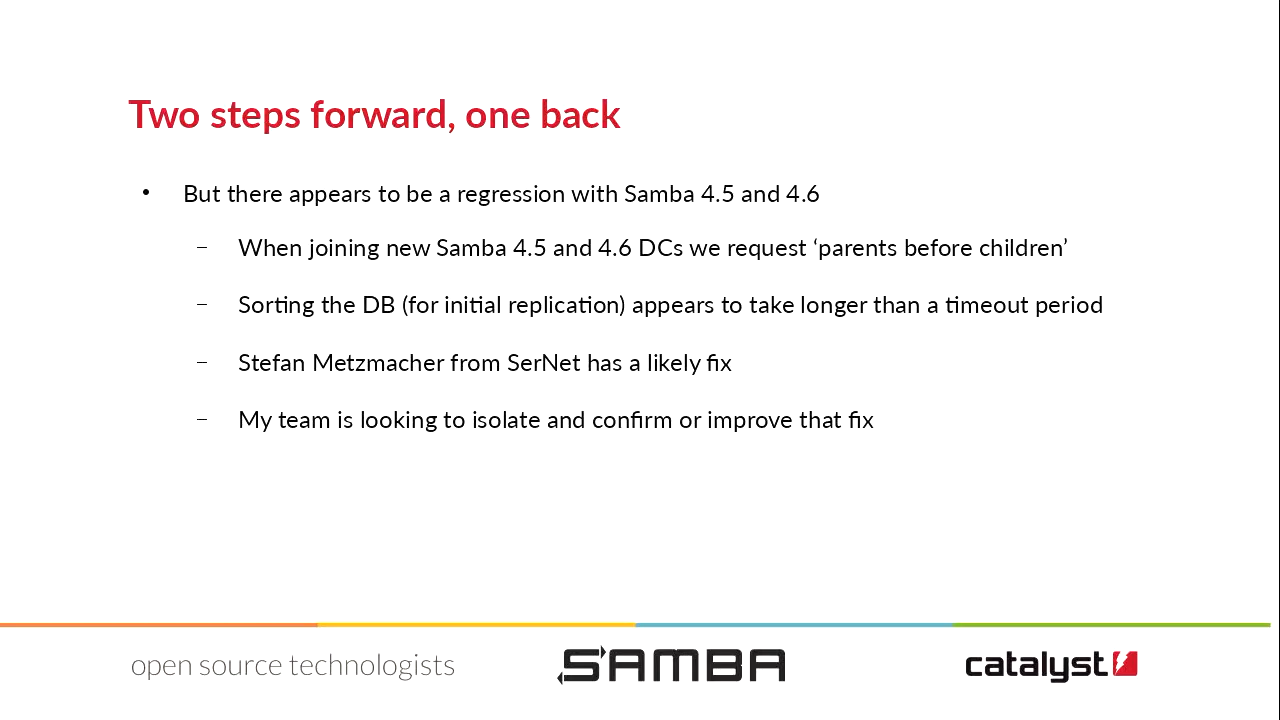 Two steps forward, one back
• But there appears to be a regression with Samba 4.5 and 4.6
– When joining new Samba 4.5 and 4.6 DCs we request ‘parents before children’
– Sorting the DB (for initial replication) appears to take longer than a timeout period
– Stefan Metzmacher from SerNet has a likely fix
– My team is looking to isolate and confirm or improve that fix
open source technologists
SAMBA
catalyst